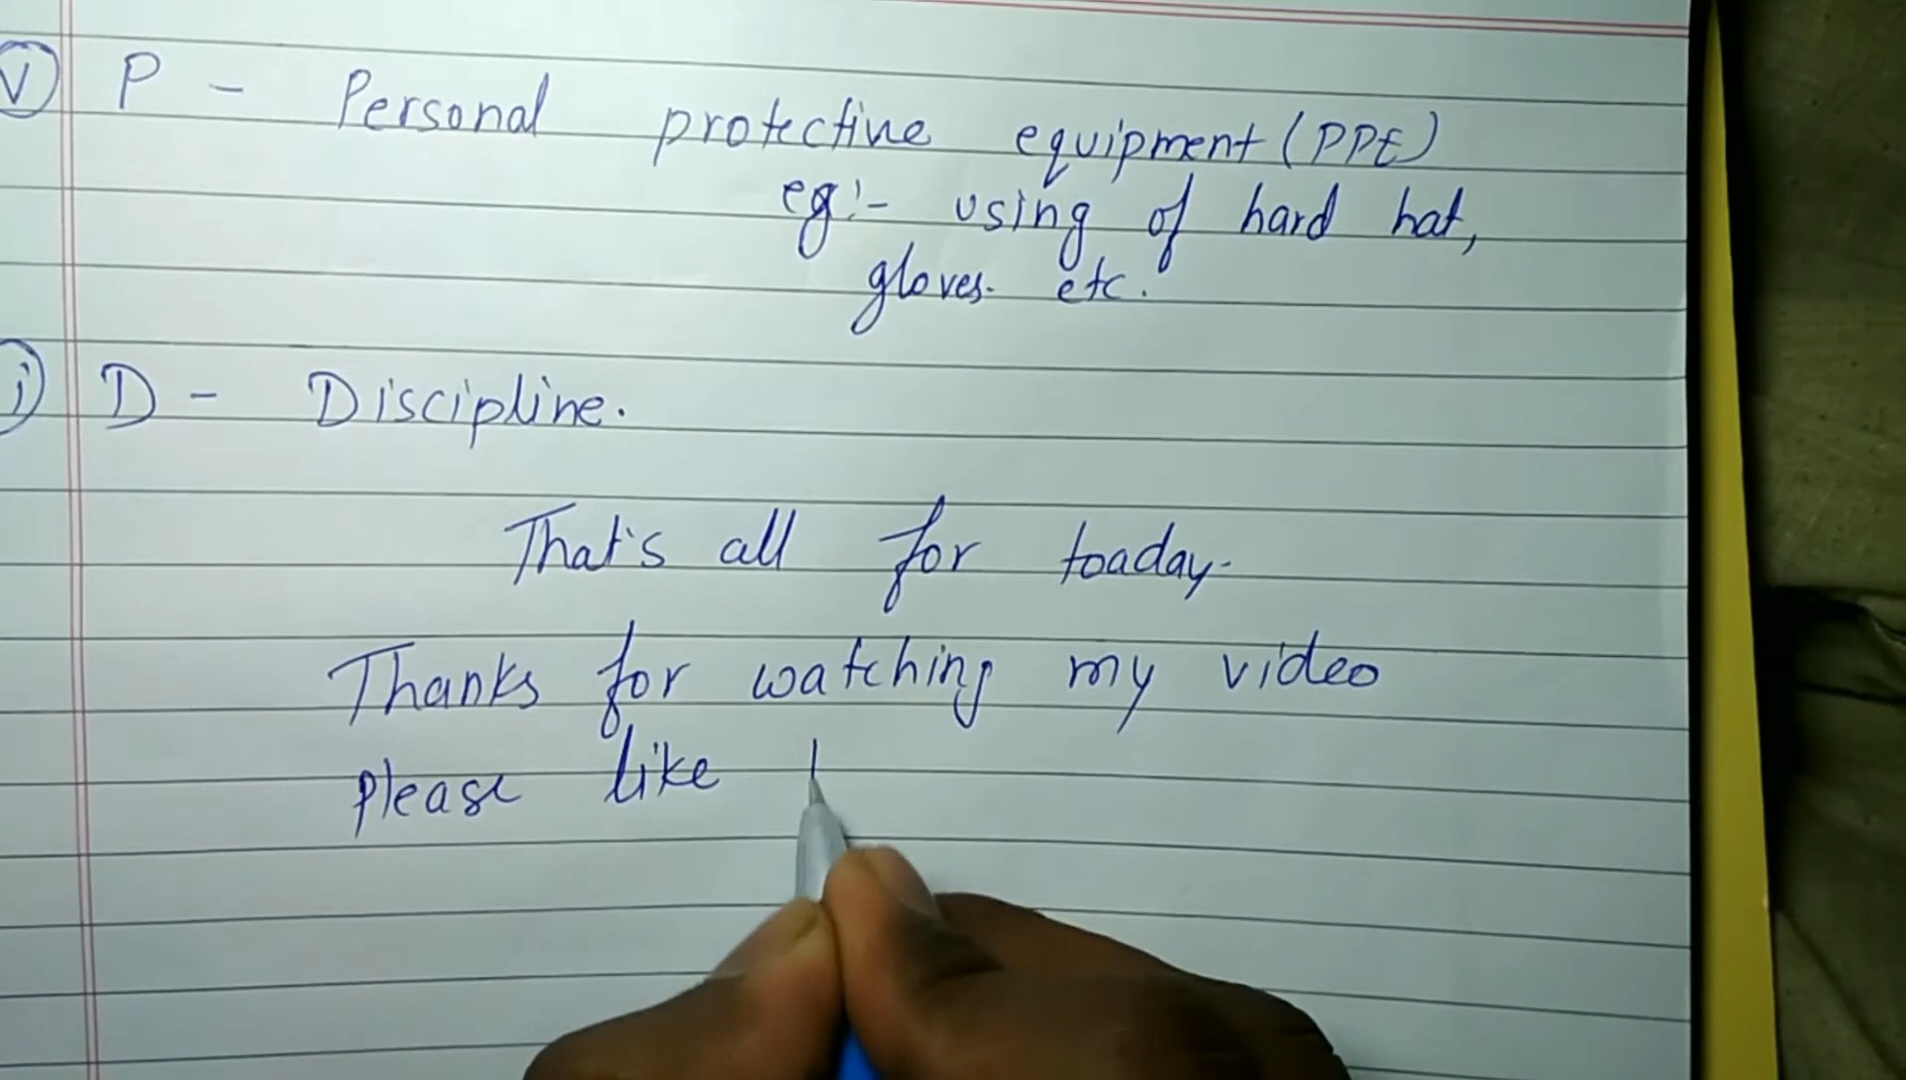 v) P - Personal protective equipment (PPE)
eg:- using of hard hat,
gloves. etc.
i) D - Discipline.
That's all for toaday.
Thanks for watching my video
please like